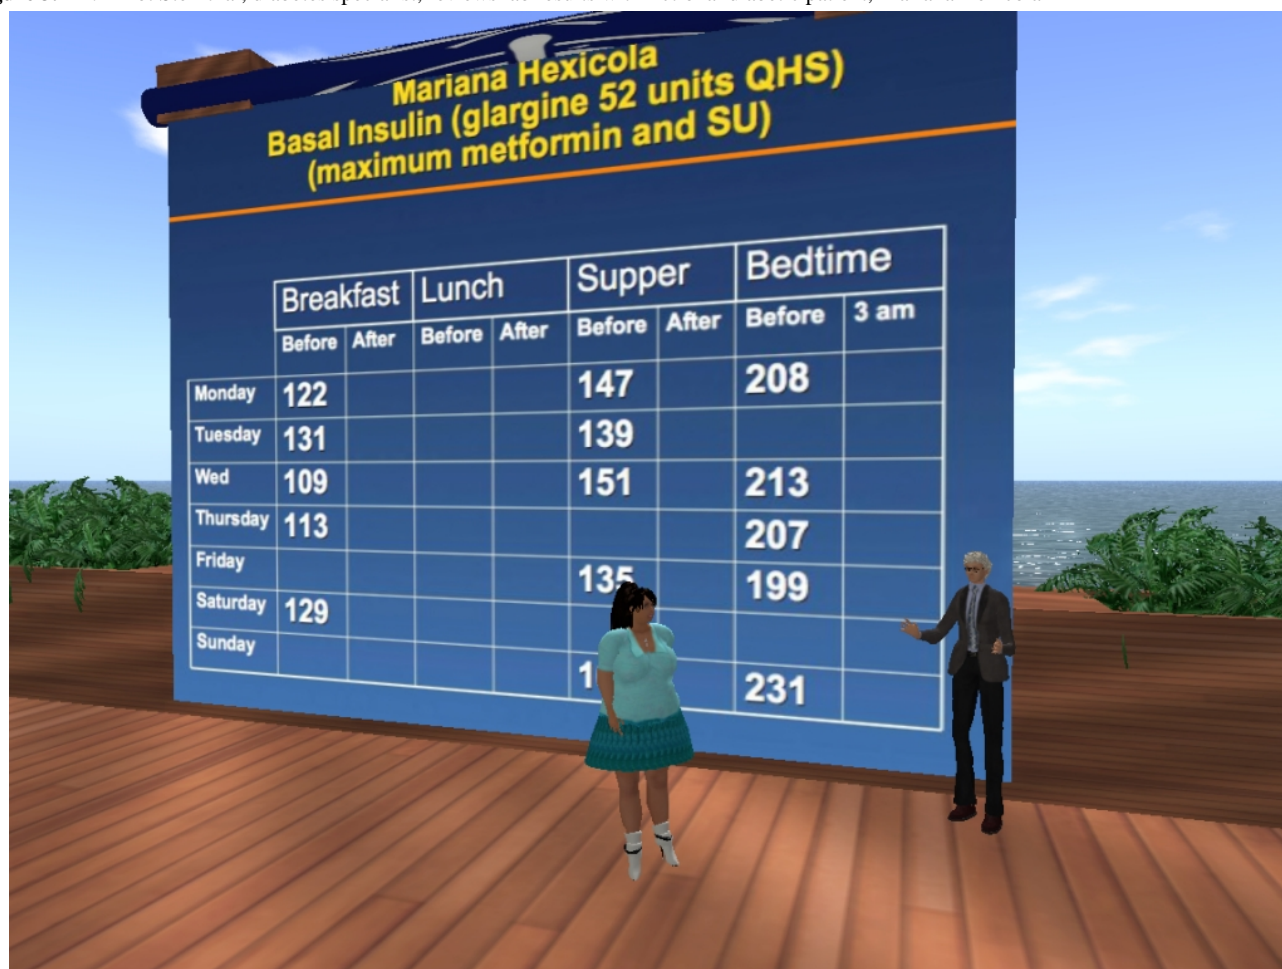 Mariana Hexicola
Basal Insulin (glargine 52 units QHS)
(maximum metformin and SU)
Breakfast Lunch Supper Bedtime
Before After Before After Before After Before 3 am
Monday 122 147 208
Tuesday 131 139
Wed 109 151 213
Thursday 113 207
Friday 135 199
Saturday 129
Sunday 231